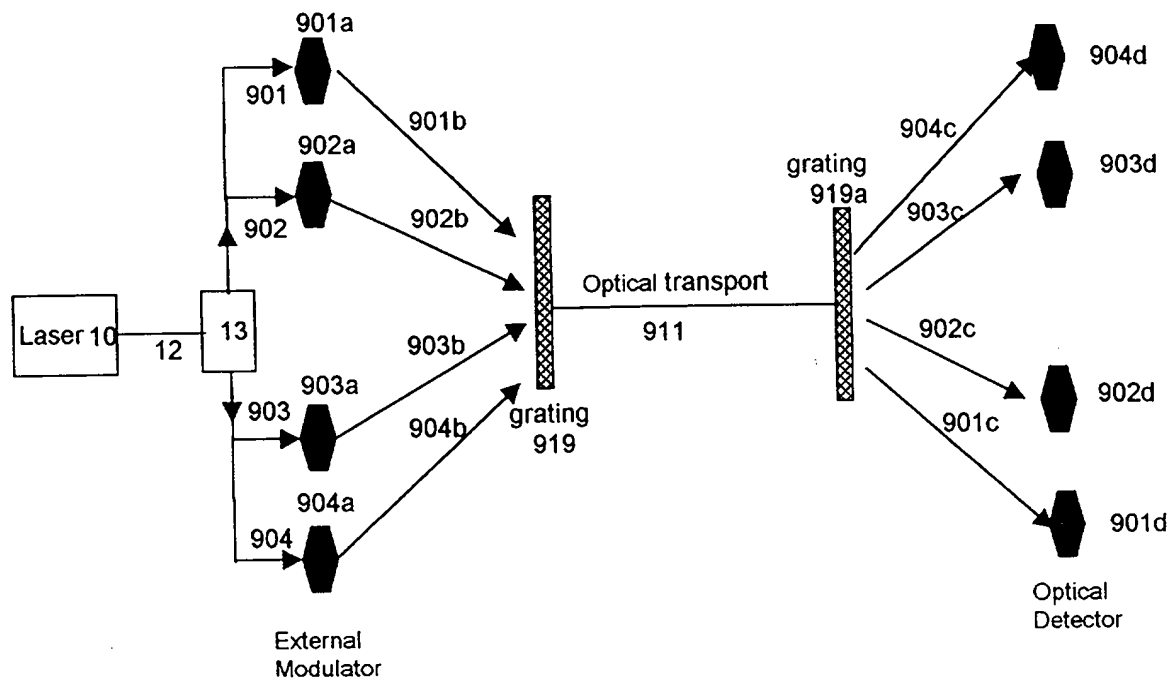 901a
901
901b
902a
902
902b
Laser 10
12
13
903a
903
903b
904a
904
904b
External
Modulator
grating
919
Optical transport
911
grating
919a
904c
904d
903c
903d
902c
902d
901c
901d
Optical
Detector